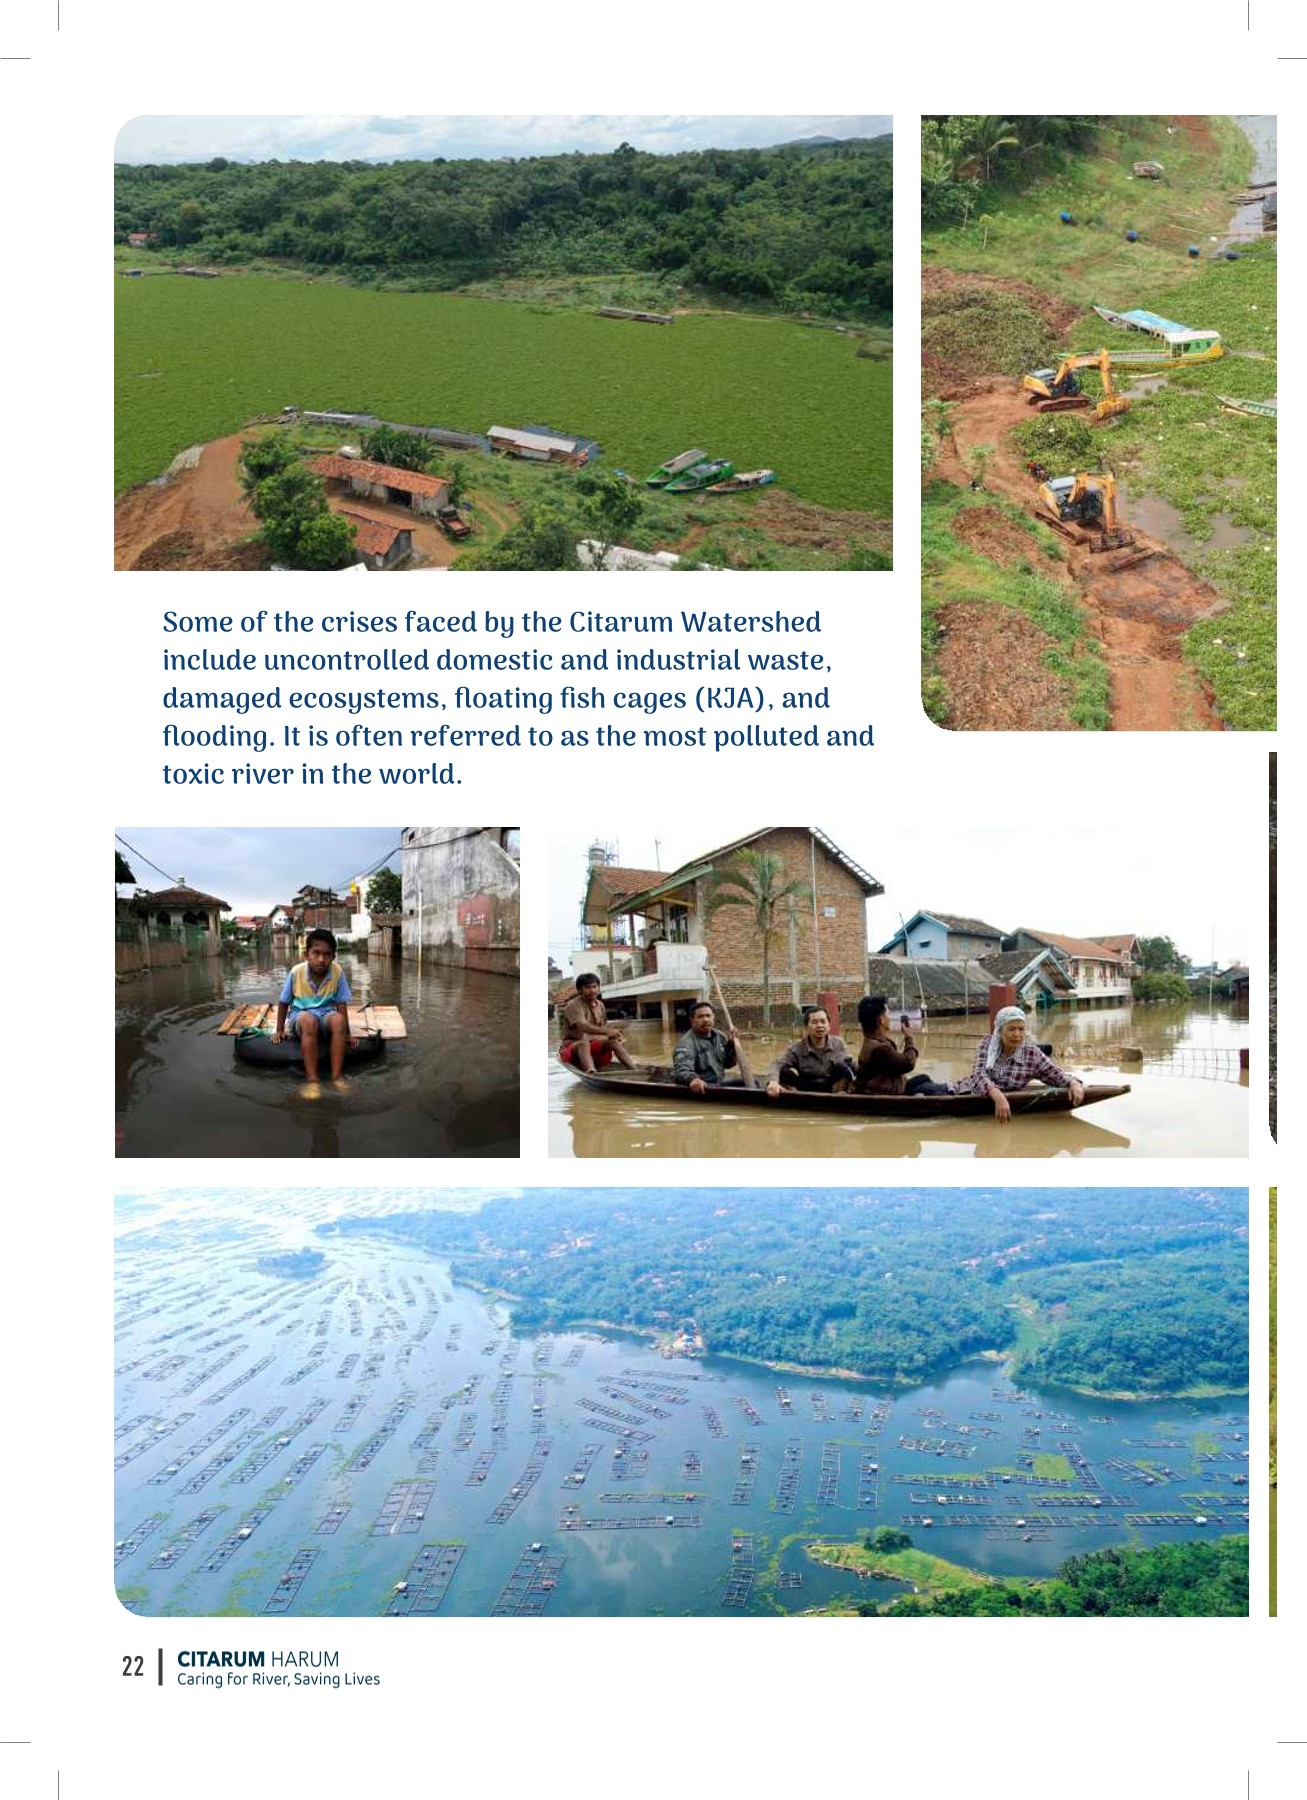 Some of the crises faced by the Citarum Watershed
include uncontrolled domestic and industrial waste,
damaged ecosystems, floating fish cages (KJA), and
flooding. It is often referred to as the most polluted and
toxic river in the world.
22
CITARUM HARUM
Caring for River, Saving Lives